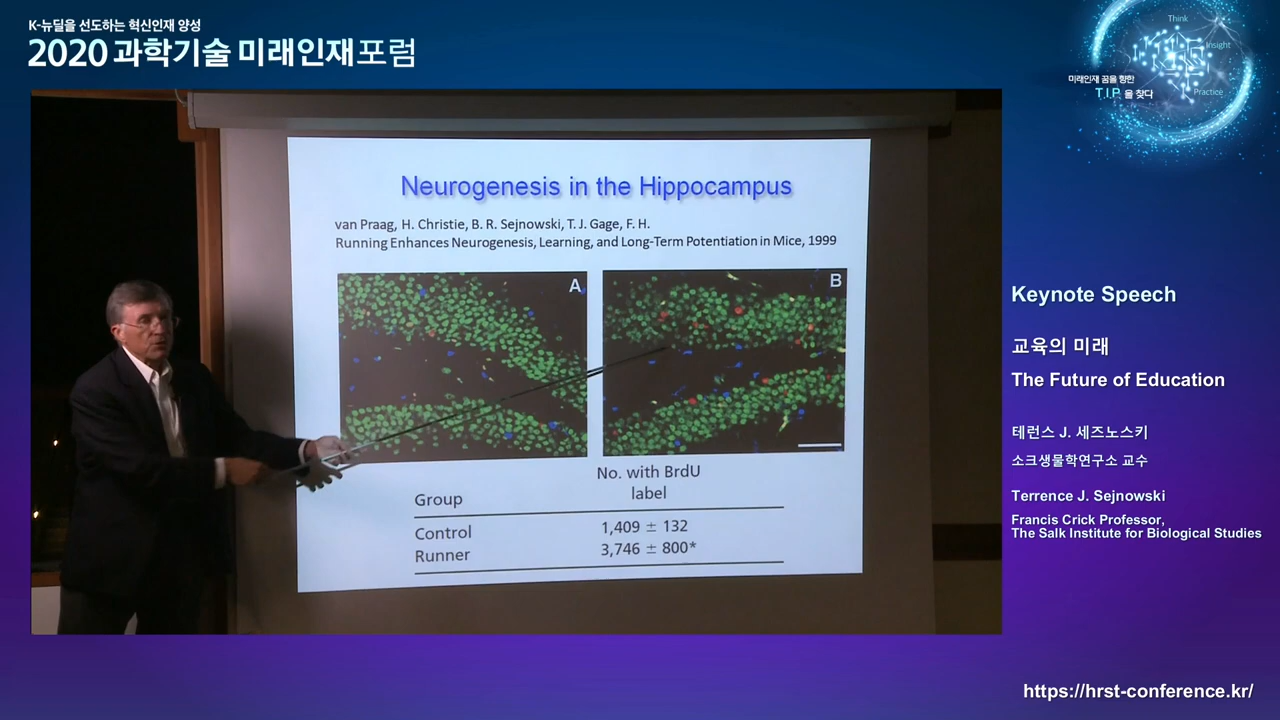 K-뉴딜을 선도하는 혁신인재 양성
2020 과학기술 미래인재포럼
Think
Insight
Practice
미래인재 꿈을 향한
T.I.P 을 찾다
Neurogenesis in the Hippocampus
van Praag, H. Christie, B. R. Sejnowski, T. J. Gage, F. H.
Running Enhances Neurogenesis, Learning, and Long-Term Potentiation in Mice, 1999
A
B
No. with BrdU
label
Group
Control 1,409 ± 132
Runner 3,746 ± 800*
Keynote Speech
교육의 미래
The Future of Education
테런스 J. 세즈노스키
소크생물학연구소 교수
Terrence J. Sejnowski
Francis Crick Professor,
The Salk Institute for Biological Studies
https://hrst-conference.kr/